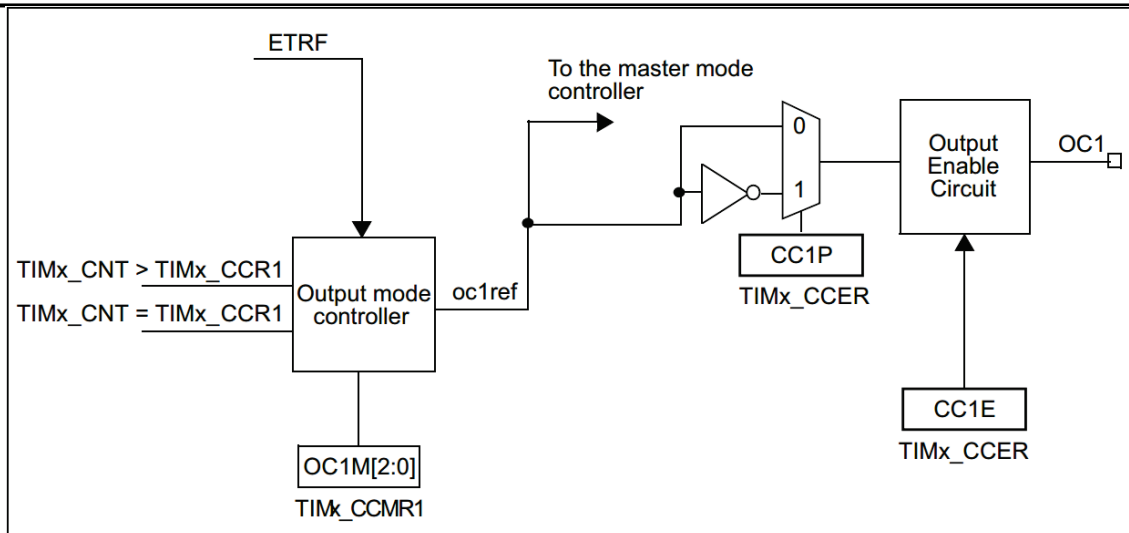 ETRF
To the master mode
controller
0
Output
Enable
Circuit
OC1
1
CC1P
TIMx_CCER
TIMx_CNT > TIMx_CCR1
TIMx_CNT = TIMx_CCR1
Output mode
controller
oc1ref
CC1E
TIMx_CCER
OC1M[2:0]
TIMx_CCMR1